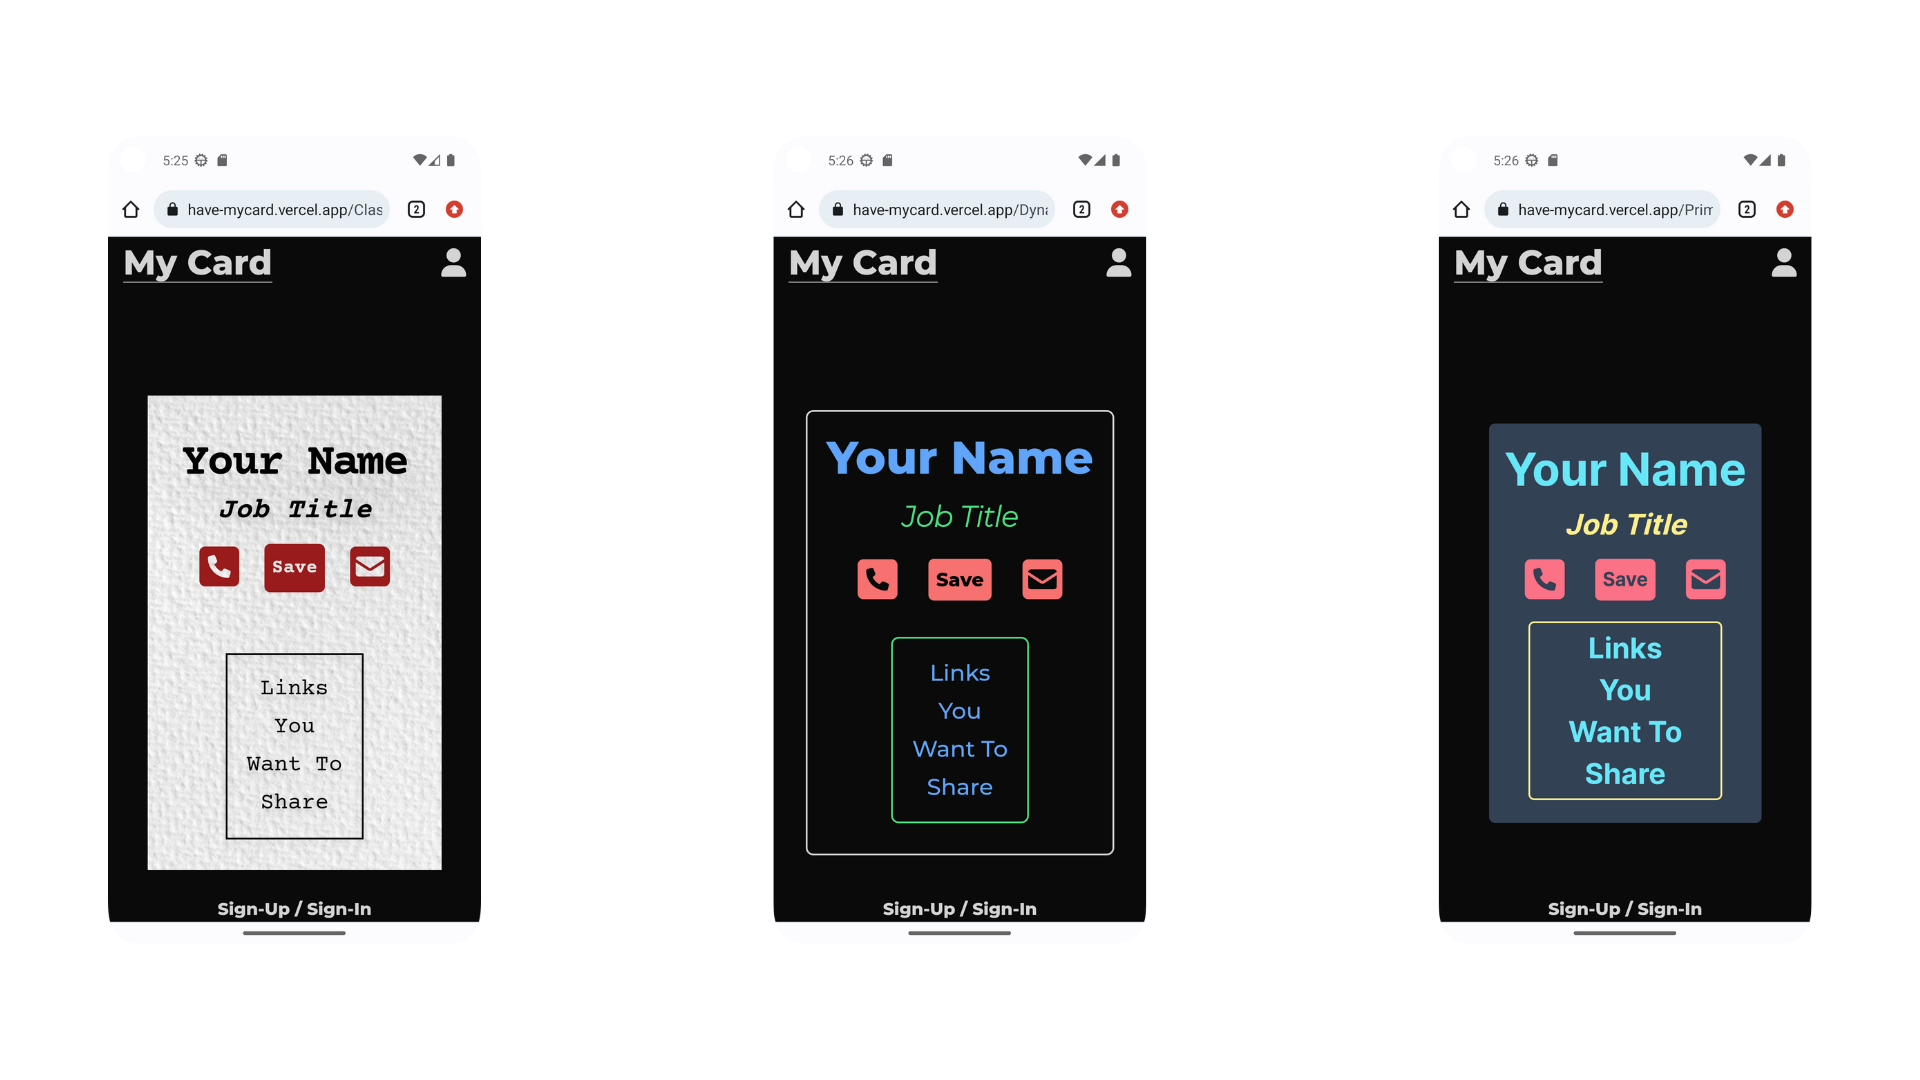 5:25
have-mycard.vercel.app/Clas
2
My Card
Your Name
Job Title
Save
Links
You
Want To
Share
Sign-Up / Sign-In
5:26
have-mycard.vercel.app/Dyna
2
My Card
Your Name
Job Title
Save
Links
You
Want To
Share
Sign-Up / Sign-In
5:26
have-mycard.vercel.app/Prim
2
My Card
Your Name
Job Title
Save
Links
You
Want To
Share
Sign-Up / Sign-In